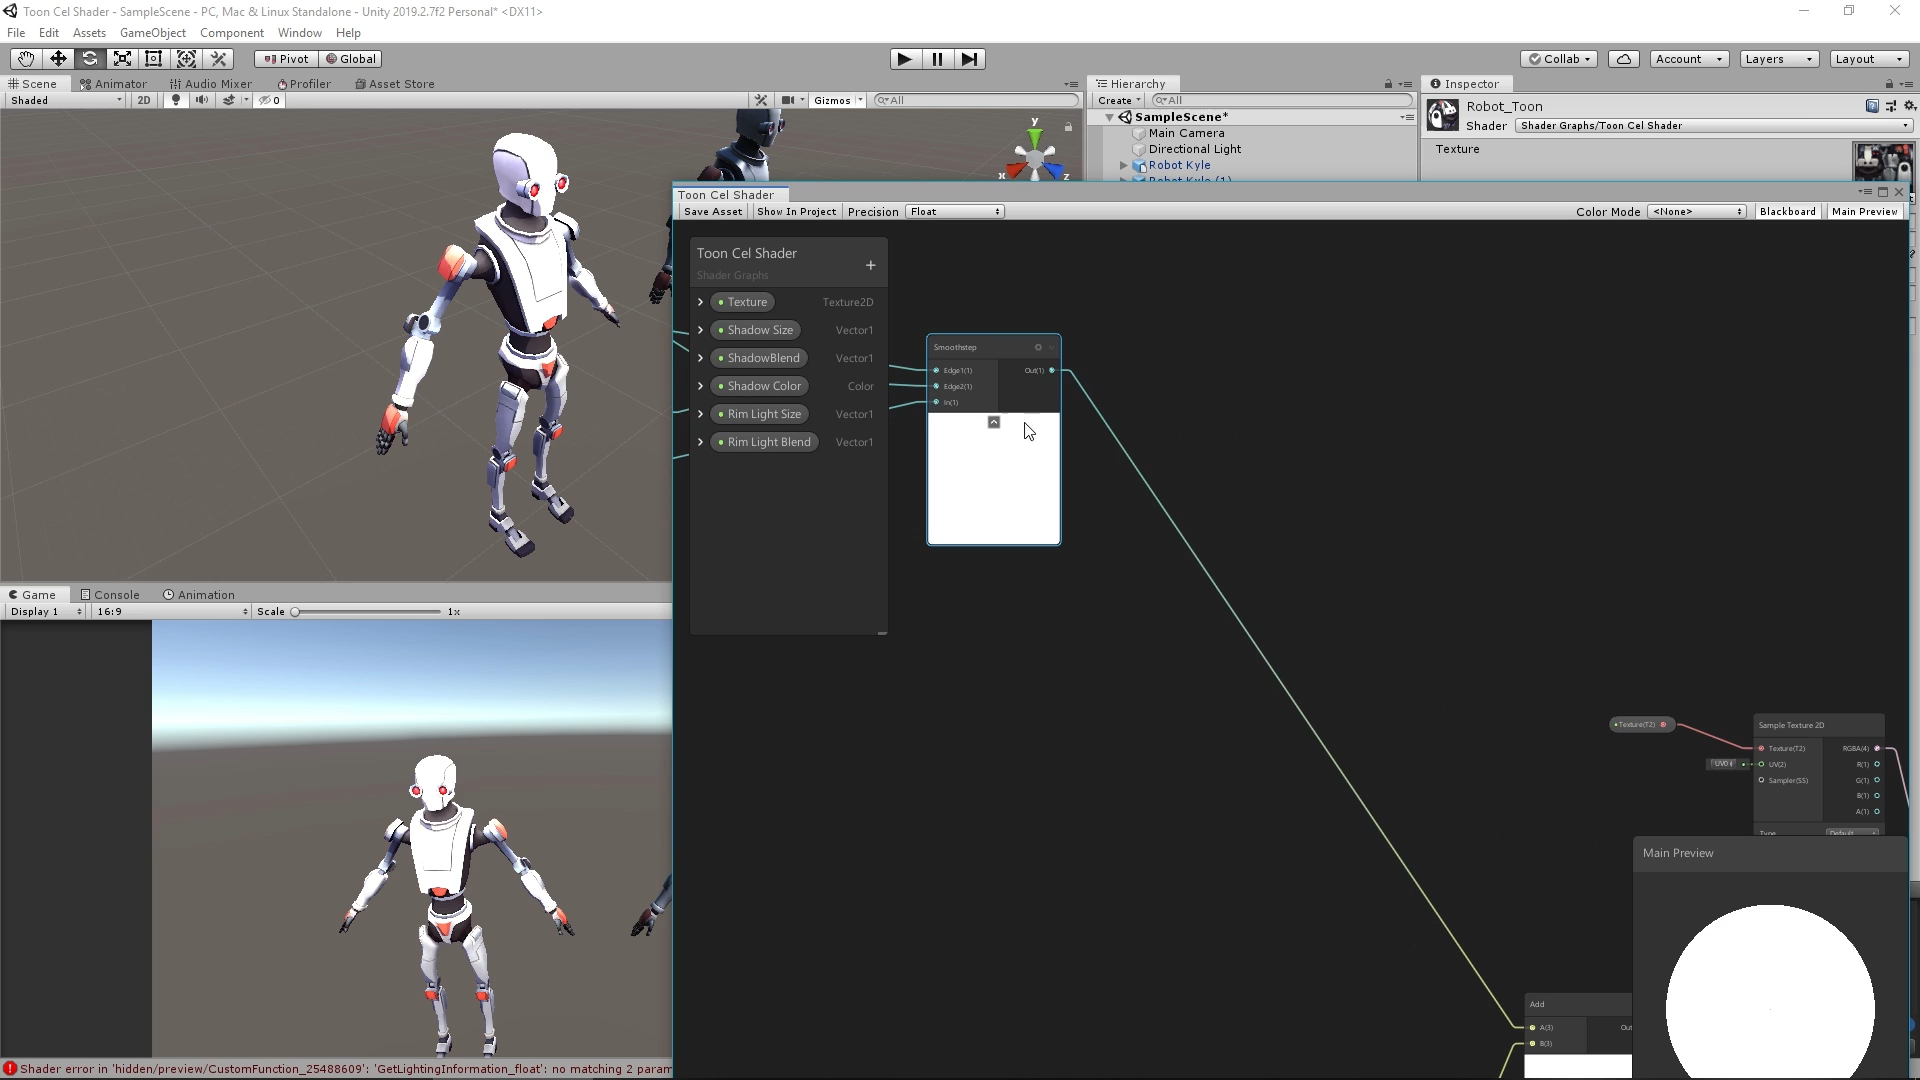 Toon Cel Shader - SampleScene - PC, Mac & Linux Standalone - Unity 2019.2.7f2 Personal* <DX11>
File Edit Assets GameObject Component Window Help
Pivot Global Collab Account Layers Layout
Scene Animator Audio Mixer Profiler Asset Store
Shaded 2D 0 Gizmos All
Hierarchy
Create All
SampleScene*
Main Camera
Directional Light
Robot Kyle
Robot Kyle (1)
Inspector
Robot_Toon
Shader Shader Graphs/Toon Cel Shader
Texture
y
x z
Toon Cel Shader
Save Asset Show In Project Precision Float Color Mode <None> Blackboard Main Preview
Toon Cel Shader
Shader Graphs
Texture Texture2D
Shadow Size Vector1
ShadowBlend Vector1
Shadow Color Color
Rim Light Size Vector1
Rim Light Blend Vector1
Smoothstep
Edge1(1) Out(1)
Edge2(1)
In(1)
Texture(T2)
UV0
Sample Texture 2D
Texture(T2) RGBA(4)
UV(2) R(1)
Sampler(SS) G(1)
B(1)
A(1)
Type Default
Main Preview
Add
A(3) Out
B(3)
Game Console Animation
Display 1 16:9 Scale 1x
Shader error in 'hidden/preview/CustomFunction_25488609': 'GetLightingInformation_float': no matching 2 param